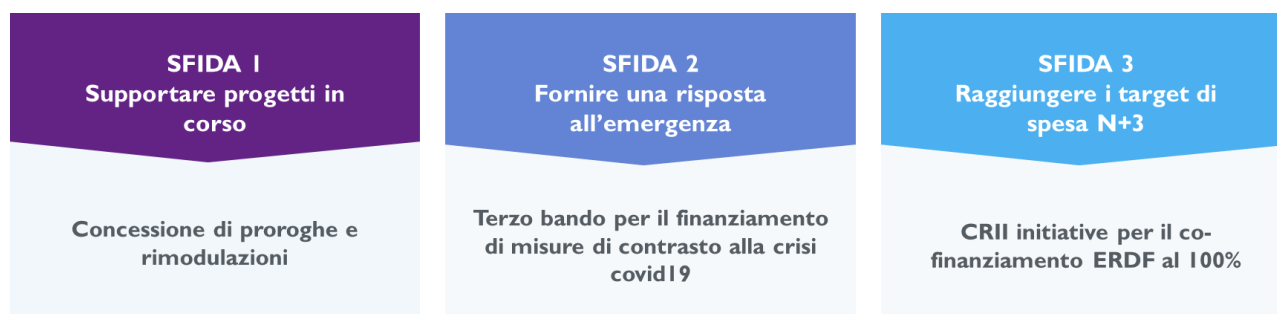 SFIDA 1
Supportare progetti in
corso
Concessione di proroghe e
rimodulazioni
SFIDA 2
Fornire una risposta
all'emergenza
Terzo bando per il finanziamento
di misure di contrasto alla crisi
covid19
SFIDA 3
Raggiungere i target di
spesa N+3
CRII initiative per il co-
finanziamento ERDF al 100%